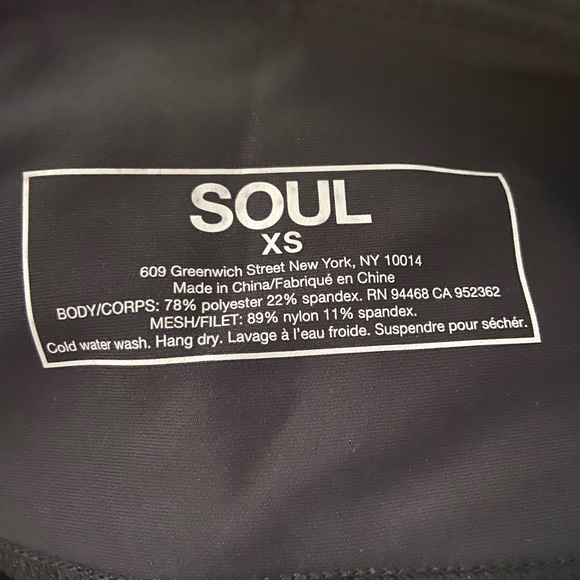 SOUL
XS
609 Greenwich Street New York, NY 10014
Made in China/Fabriqué en Chine
BODY/CORPS: 78% polyester 22% spandex. RN 94468 CA 952362
MESH/FILET: 89% nylon 11% spandex.
Cold water wash. Hang dry. Lavage à l'eau froide. Suspendre pour sécher.